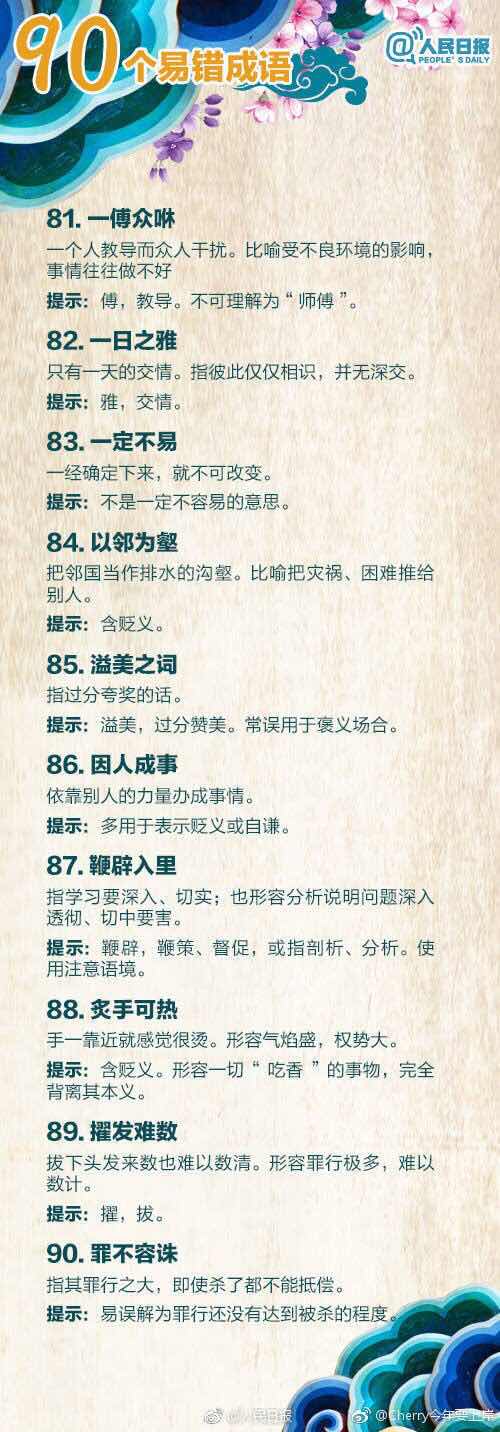 90个易错成语
@人民日报
PEOPLE'S DAILY
81. 一傅众咻
一个人教导而众人干扰。比喻受不良环境的影响，
事情往往做不好
提示：傅，教导。不可理解为“师傅”。
82. 一日之雅
只有一天的交情。指彼此仅仅相识，并无深交。
提示：雅，交情。
83. 一定不易
一经确定下来，就不可改变。
提示：不是一定不容易的意思。
84. 以邻为壑
把邻国当作排水的沟壑。比喻把灾祸、困难推给
别人。
提示：含贬义。
85. 溢美之词
指过分夸奖的话。
提示：溢美，过分赞美。常误用于褒义场合。
86. 因人成事
依靠别人的力量办成事情。
提示：多用于表示贬义或自谦。
87. 鞭辟入里
指学习要深入、切实；也形容分析说明问题深入
透彻、切中要害。
提示：鞭辟，鞭策、督促，或指剖析、分析。使
用注意语境。
88. 炙手可热
手一靠近就感觉很烫。形容气焰盛，权势大。
提示：含贬义。形容一切“吃香”的事物，完全
背离其本义。
89. 擢发难数
拔下头发来数也难以数清。形容罪行极多，难以
数计。
提示：擢，拔。
90. 罪不容诛
指其罪行之大，即使杀了都不能抵偿。
提示：易误解为罪行还没有达到被杀的程度。
@人民日报
@Cherry今年要上岸